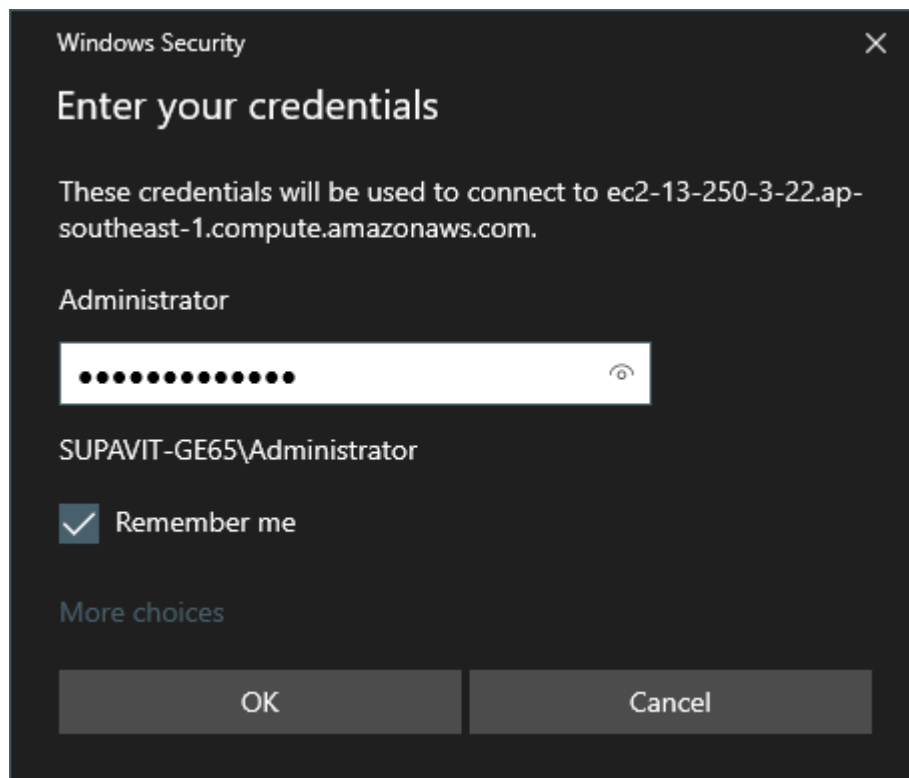 Windows Security
Enter your credentials
These credentials will be used to connect to ec2-13-250-3-22.ap-
southeast-1.compute.amazonaws.com.
Administrator
●●●●●●●●●●●●●
SUPAVIT-GE65\Administrator
Remember me
More choices
OK
Cancel